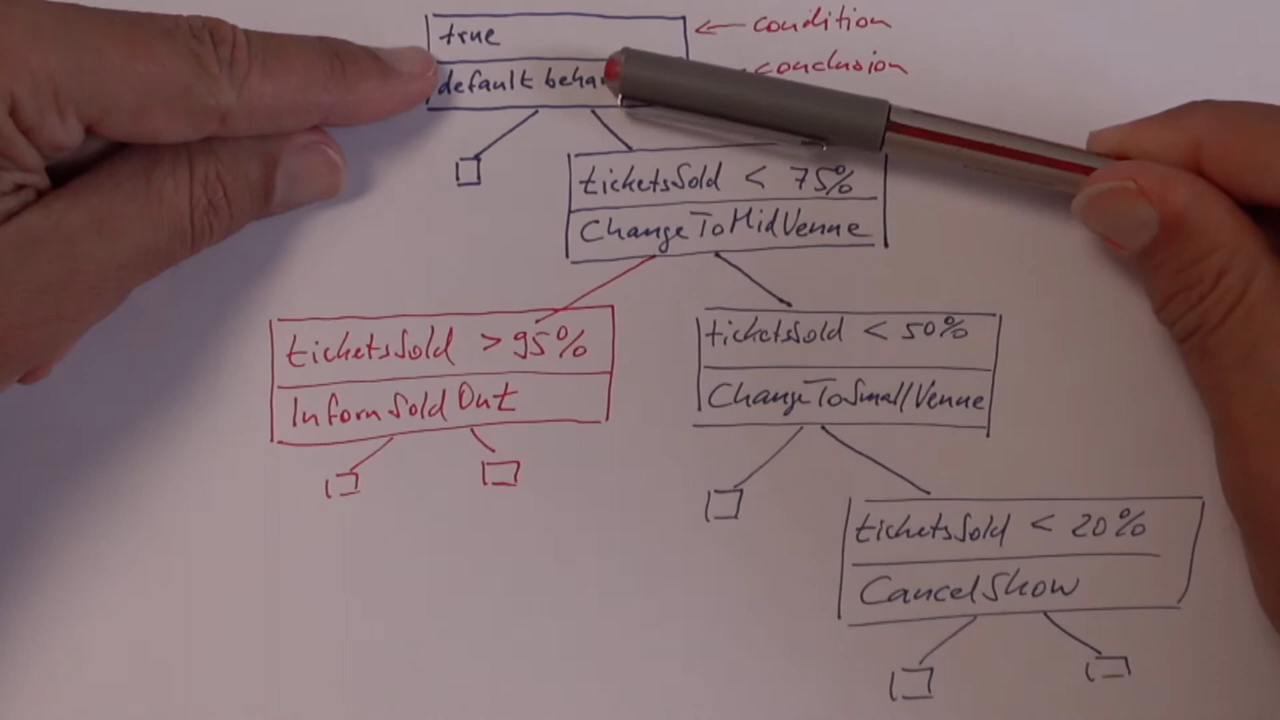 true
← condition
default beha
conclusion
ticketsSold < 75%
ChangeToMidVenue
ticketsSold > 95%
InformSoldOut
ticketsSold < 50%
ChangeToSmallVenue
ticketsSold < 20%
CancelShow